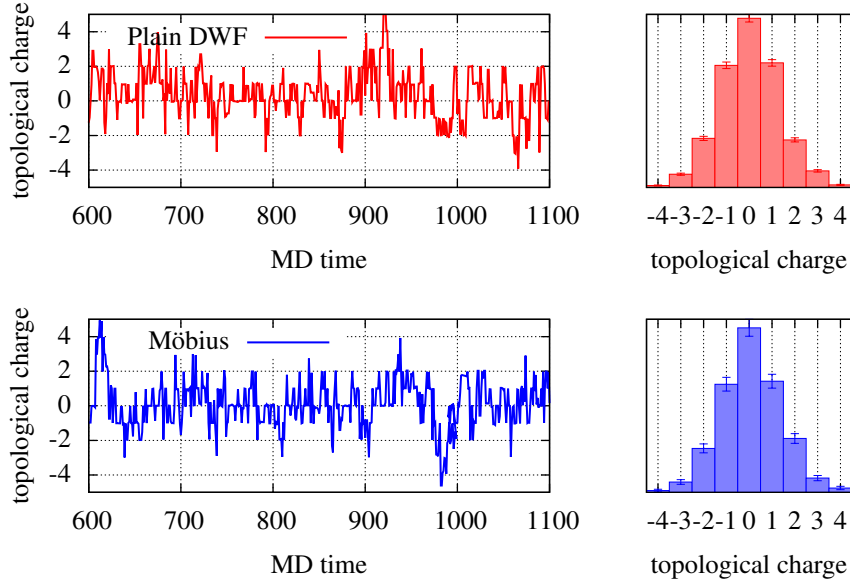 Plain DWF
topological charge
4
2
0
-2
-4
600 700 800 900 1000 1100
MD time
-4 -3 -2 -1 0 1 2 3 4
topological charge
Möbius
topological charge
4
2
0
-2
-4
600 700 800 900 1000 1100
MD time
-4 -3 -2 -1 0 1 2 3 4
topological charge